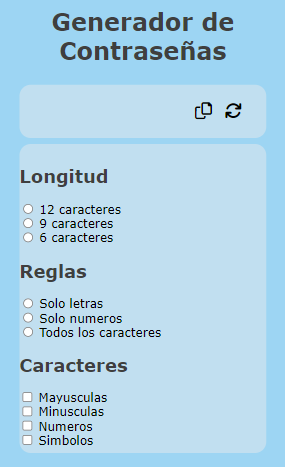 Generador de
Contraseñas
Longitud
12 caracteres
9 caracteres
6 caracteres
Reglas
Solo letras
Solo numeros
Todos los caracteres
Caracteres
Mayusculas
Minusculas
Numeros
Simbolos